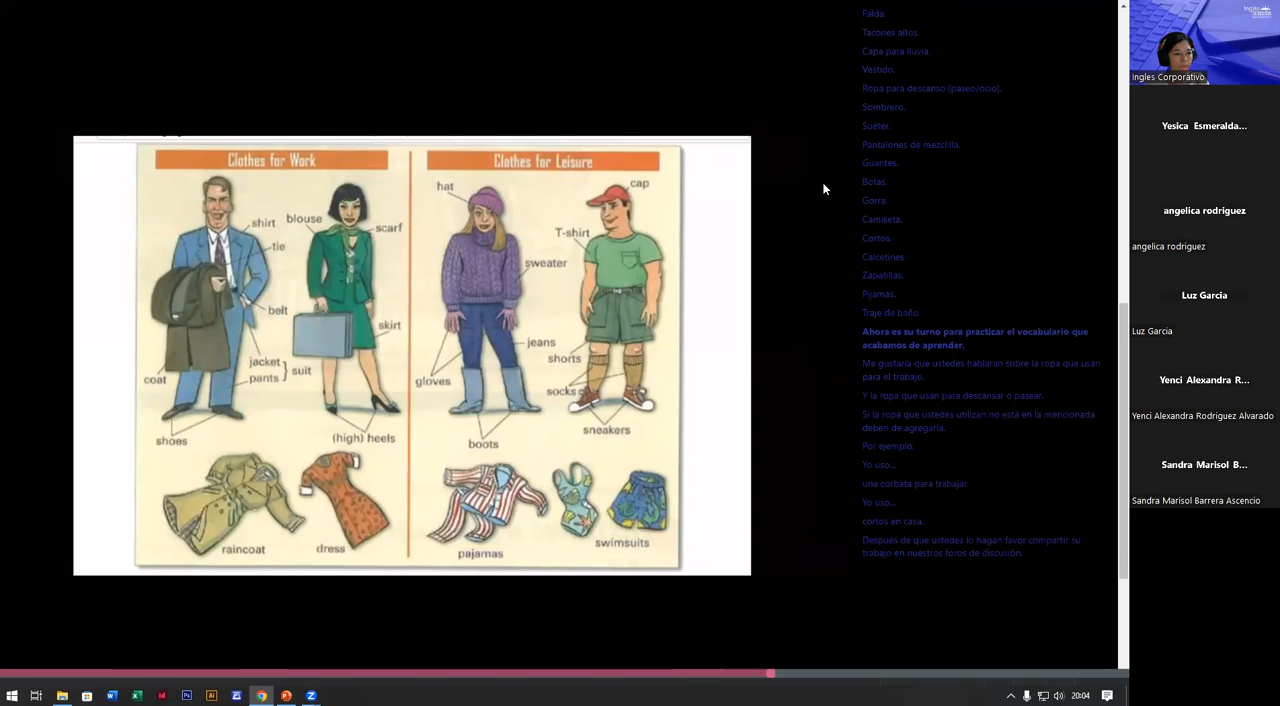 Clothes for Work
Clothes for Leisure
shirt
blouse
scarf
tie
belt
skirt
jacket
pants
suit
coat
shoes
(high) heels
raincoat
dress
hat
cap
T-shirt
sweater
jeans
shorts
gloves
socks
sneakers
boots
pajamas
swimsuits
Falda.
Tacones altos.
Capa para lluvia.
Vestido.
Ropa para descanso (paseo/ocio).
Sombrero.
Suéter.
Pantalones de mezclilla.
Guantes.
Botas.
Gorra.
Camiseta.
Cortos.
Calcetines.
Zapatillas.
Pijamas.
Traje de baño.
Ahora es su turno para practicar el vocabulario que
acabamos de aprender.
Me gustaría que ustedes hablaran sobre la ropa que usan
para el trabajo.
Y la ropa que usan para descansar o pasear.
Si la ropa que ustedes utilizan no está en la mencionada
deben de agregarla.
Por ejemplo:
Yo uso...
una corbata para trabajar.
Yo uso...
cortos en casa.
Después de que ustedes lo hagan favor compartir su
trabajo en nuestros foros de discusión.
Ingles Corporativo
Yesica Esmeralda...
angelica rodriguez
angelica rodriguez
Luz Garcia
Luz García
Yenci Alexandra R...
Yenci Alexandra Rodriguez Alvarado
Sandra Marisol B...
Sandra Marisol Barrera Ascencio
20:04